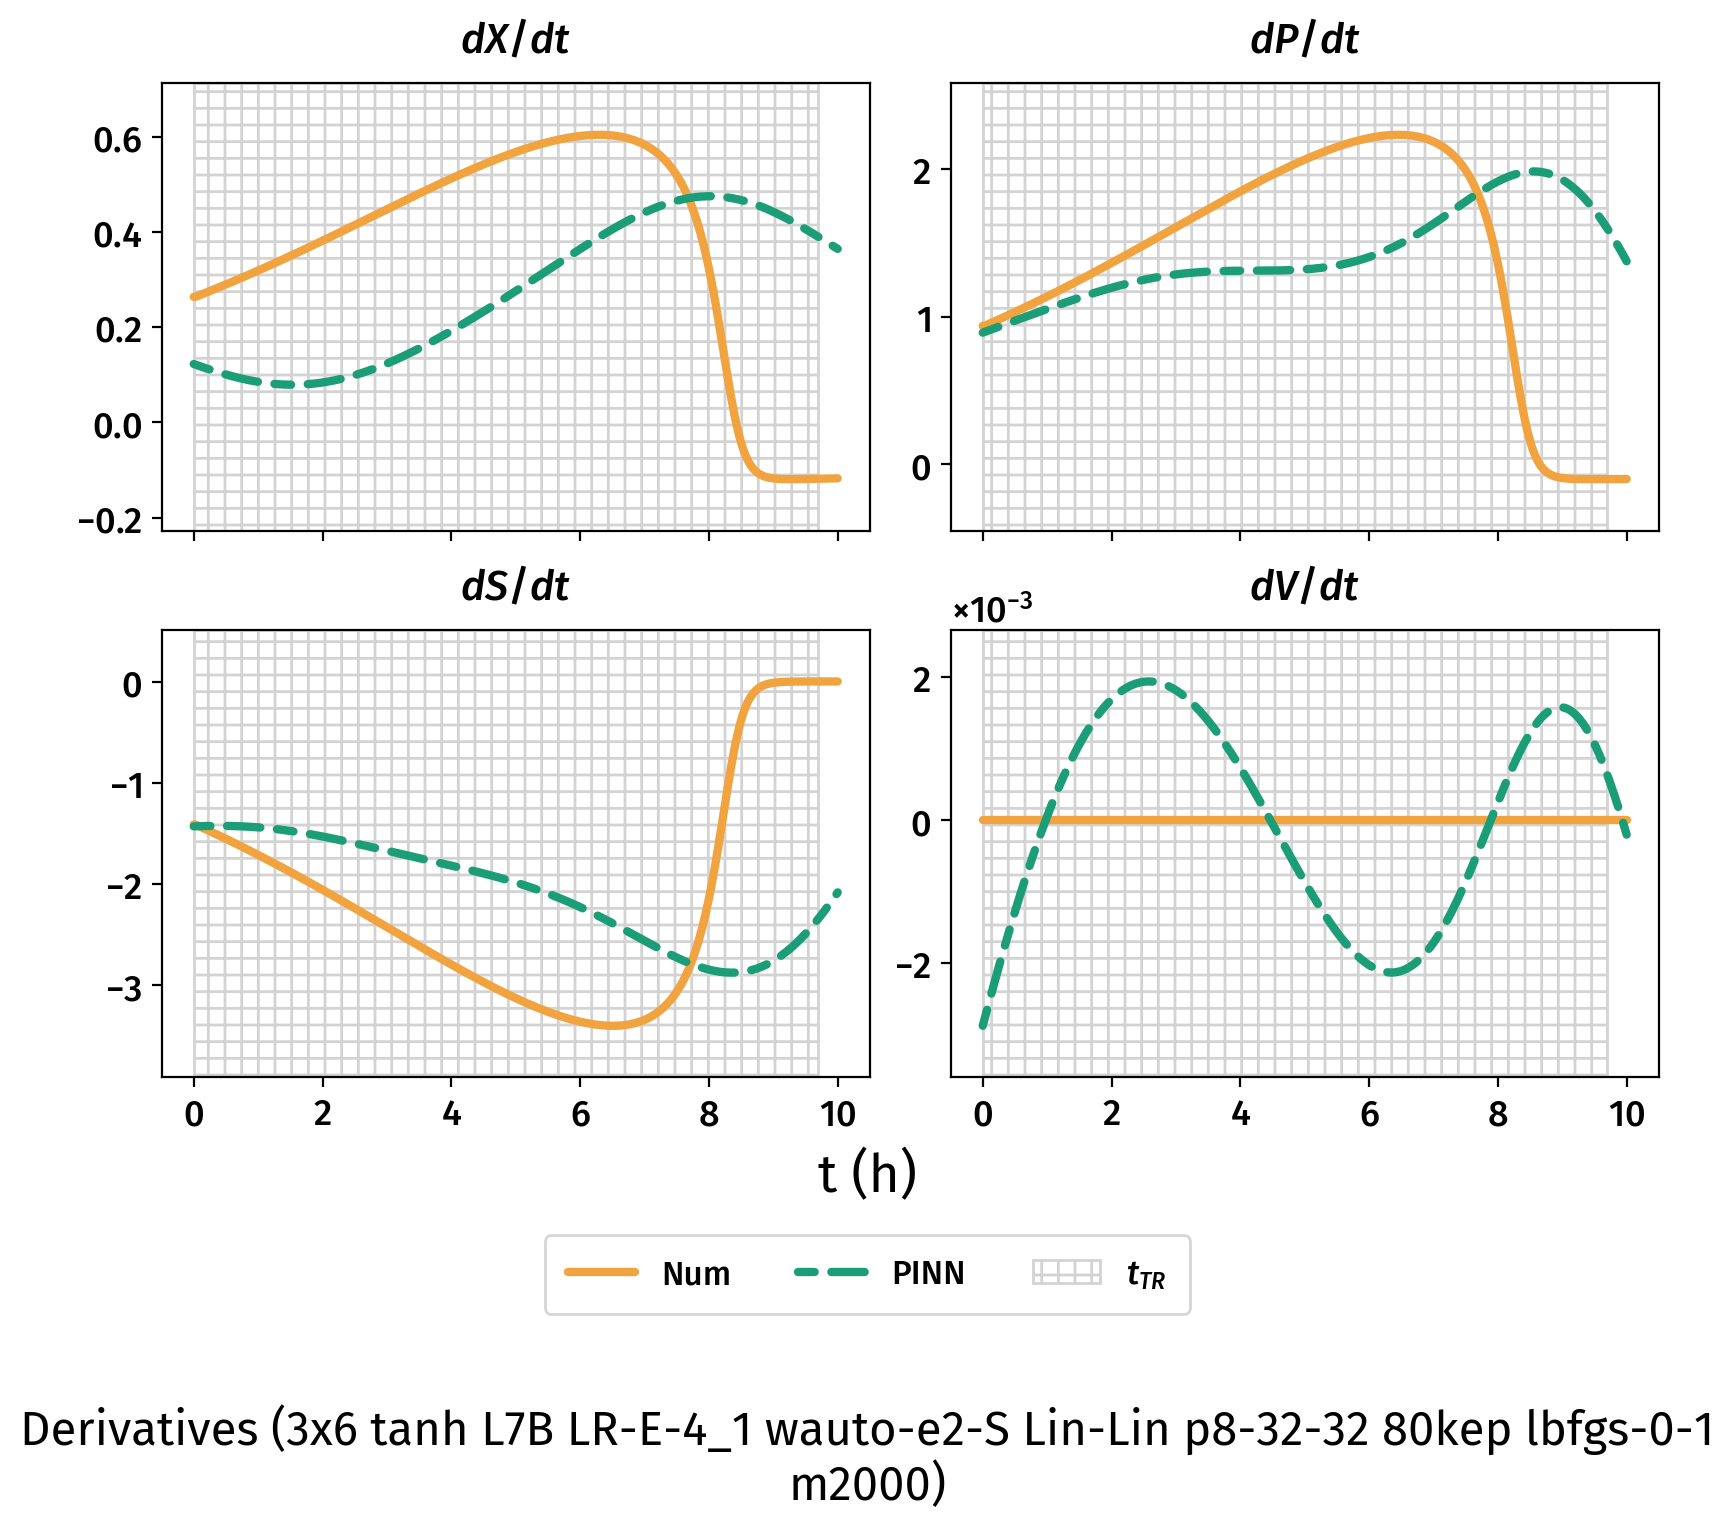 dX/dt
dP/dt
0.6
0.4
0.2
0.0
−0.2
2
1
0
dS/dt
dV/dt
×10⁻³
0
−1
−2
−3
0 2 4 6 8 10
2
0
−2
0 2 4 6 8 10
t (h)
Num PINN t_TR
Derivatives (3x6 tanh L7B LR-E-4_1 wauto-e2-S Lin-Lin p8-32-32 80kep lbfgs-0-1
m2000)